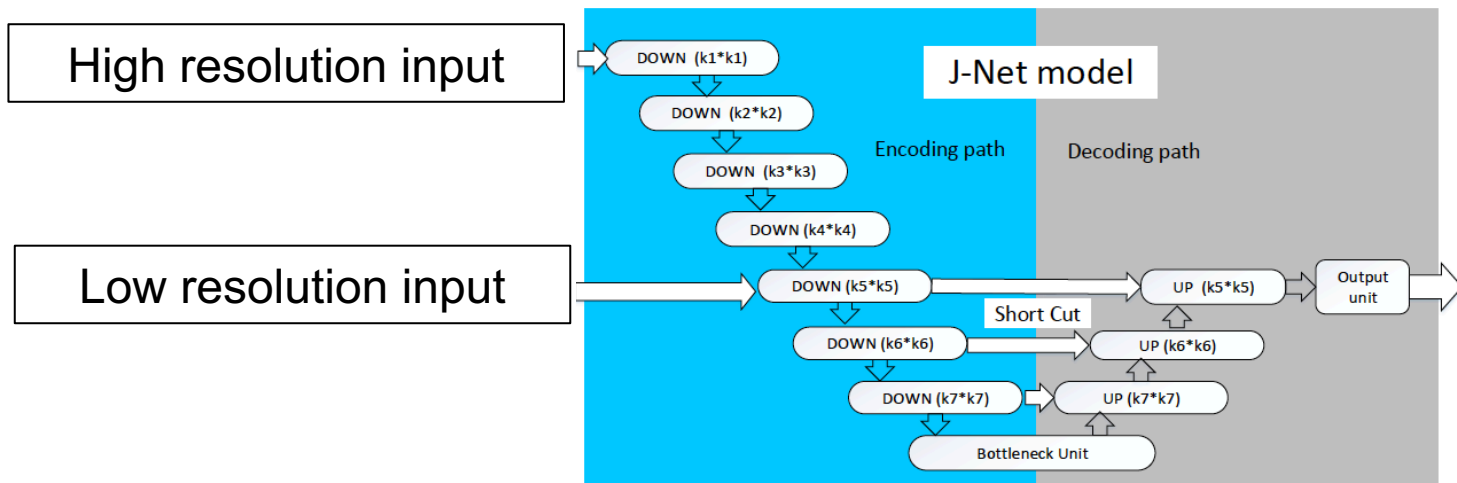 High resolution input
DOWN (k1*k1)
J-Net model
DOWN (k2*k2)
Encoding path
Decoding path
DOWN (k3*k3)
DOWN (k4*k4)
Low resolution input
DOWN (k5*k5)
UP (k5*k5)
Output
unit
Short Cut
DOWN (k6*k6)
UP (k6*k6)
DOWN (k7*k7)
UP (k7*k7)
Bottleneck Unit